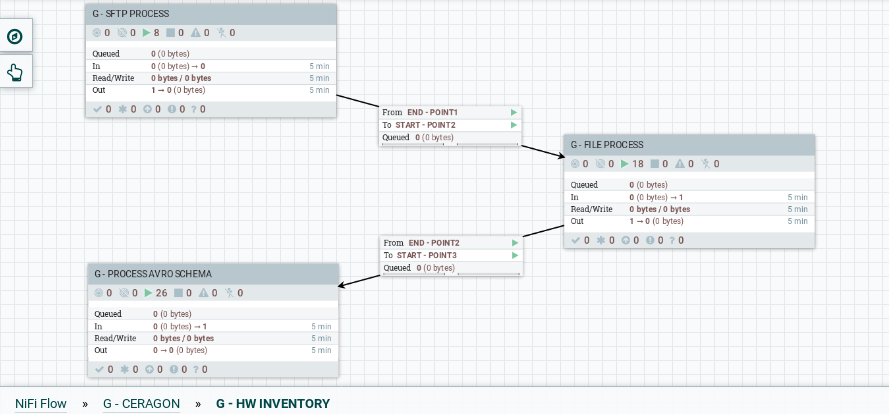 G - SFTP PROCESS
0 0 8 0 0 0
Queued 0 (0 bytes)
In 0 (0 bytes) → 0 5 min
Read/Write 0 bytes / 0 bytes 5 min
Out 1 → 0 (0 bytes) 5 min
0 0 0 0 ? 0
From END - POINT1
To START - POINT2
Queued 0 (0 bytes)
G - FILE PROCESS
0 0 18 0 0 0
Queued 0 (0 bytes)
In 0 (0 bytes) → 1 5 min
Read/Write 0 bytes / 0 bytes 5 min
Out 1 → 0 (0 bytes) 5 min
0 0 0 0 ? 0
From END - POINT2
To START - POINT3
Queued 0 (0 bytes)
G - PROCESS AVRO SCHEMA
0 0 26 0 0 0
Queued 0 (0 bytes)
In 0 (0 bytes) → 1 5 min
Read/Write 0 bytes / 0 bytes 5 min
Out 0 → 0 (0 bytes) 5 min
0 0 0 0 ? 0
NiFi Flow » G - CERAGON » G - HW INVENTORY